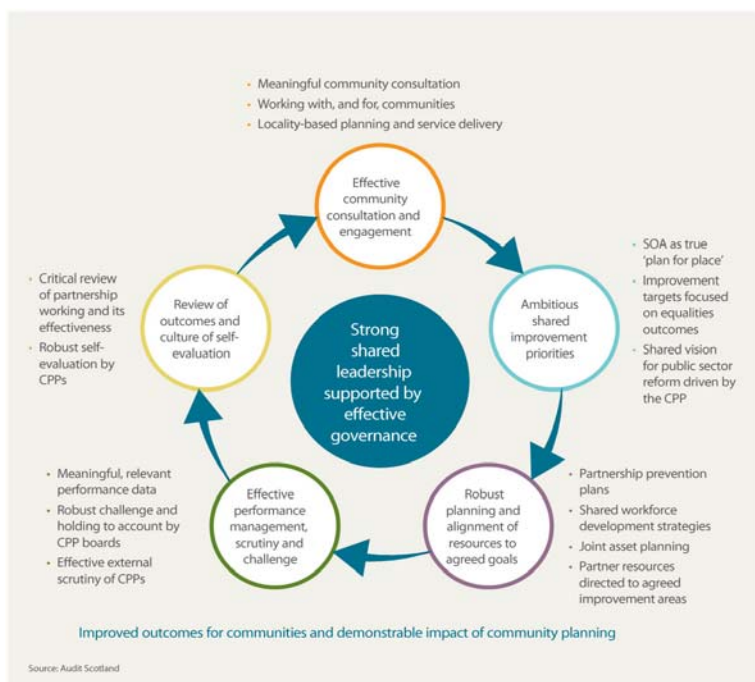 • Meaningful community consultation
• Working with, and for, communities
• Locality-based planning and service delivery
Effective
community
consultation and
engagement
• SOA as true
‘plan for place’
• Improvement
targets focused
on equalities
outcomes
• Shared vision
for public sector
reform driven by
the CPP
Ambitious
shared
improvement
priorities
• Partnership prevention
plans
• Shared workforce
development strategies
• Joint asset planning
• Partner resources
directed to agreed
improvement areas
Robust
planning and
alignment of
resources to
agreed goals
Effective
performance
management,
scrutiny and
challenge
• Meaningful, relevant
performance data
• Robust challenge and
holding to account by
CPP boards
• Effective external
scrutiny of CPPs
Review of
outcomes and
culture of self-
evaluation
• Critical review
of partnership
working and its
effectiveness
• Robust self-
evaluation by
CPPs
Strong
shared
leadership
supported by
effective
governance
Improved outcomes for communities and demonstrable impact of community planning
Source: Audit Scotland